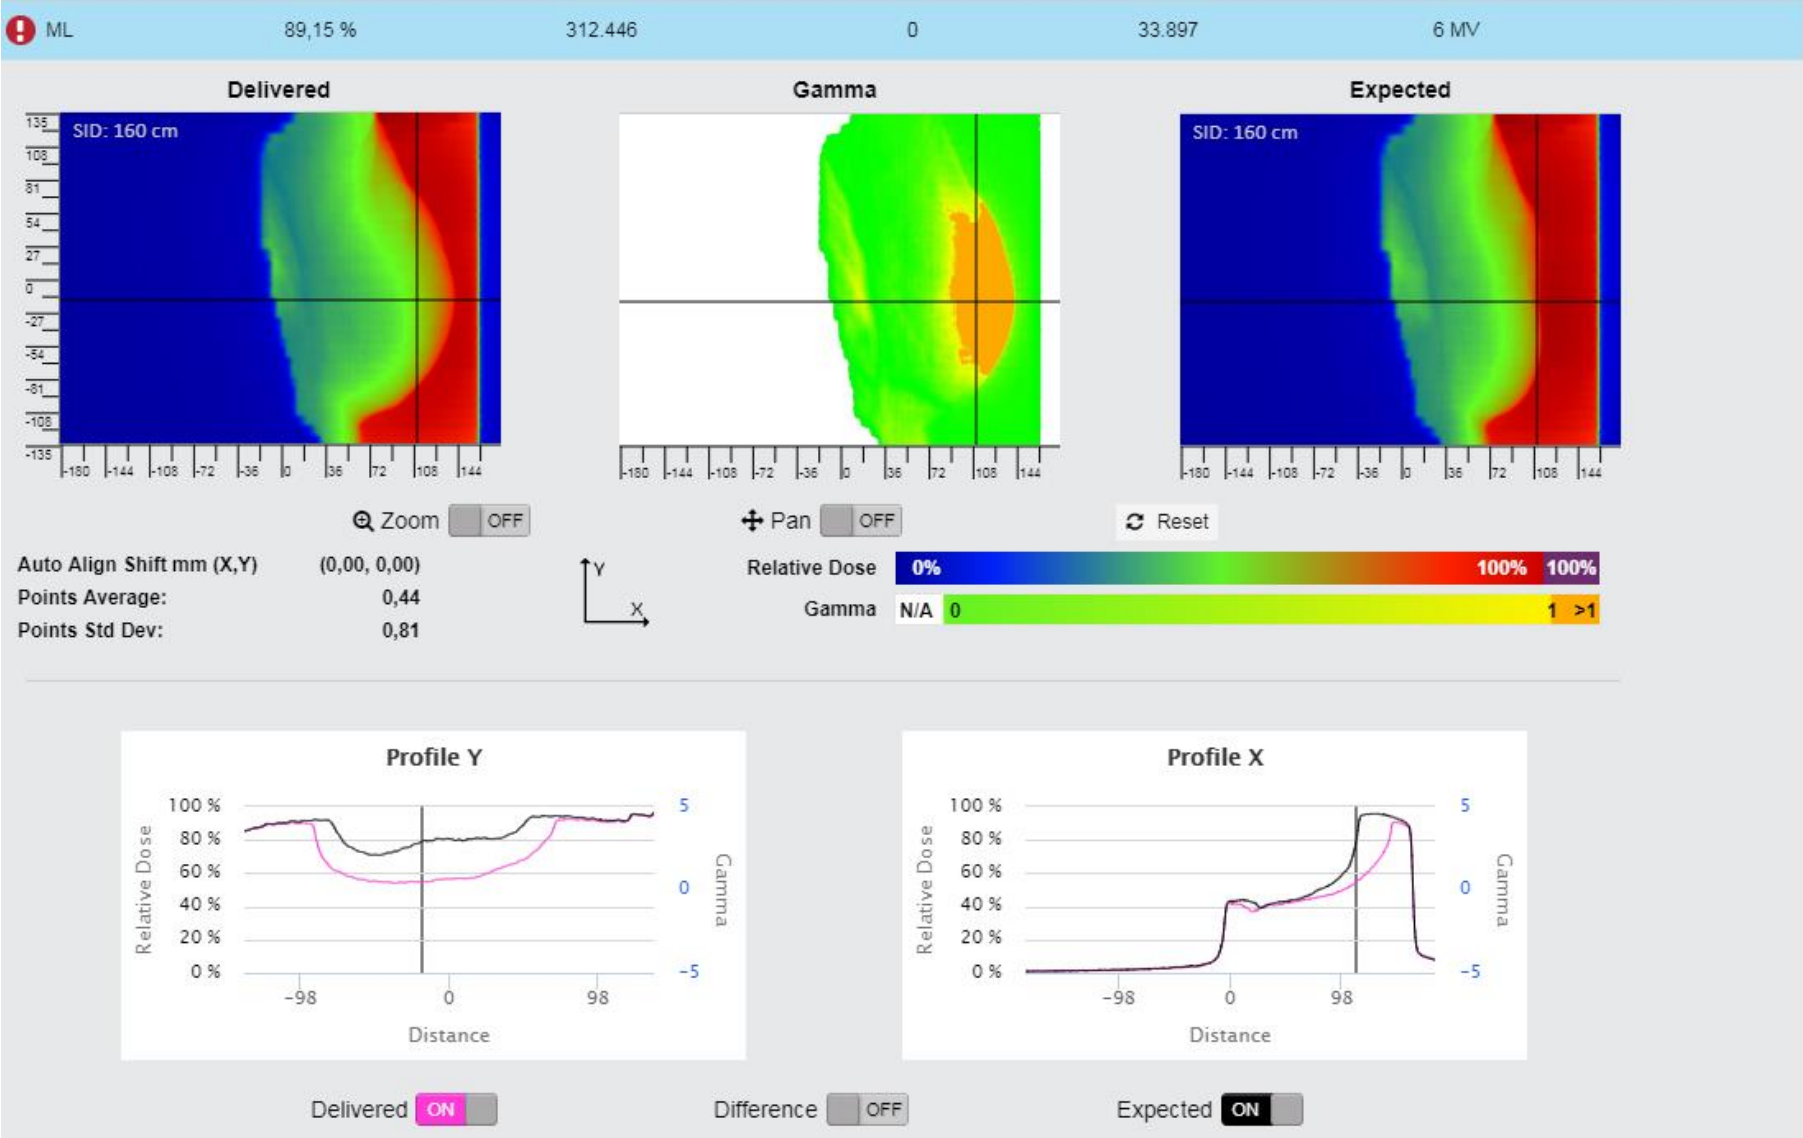 ! ML 89,15 % 312.446 0 33.897 6 MV
Delivered Gamma Expected
SID: 160 cm
SID: 160 cm
135
108
81
54
27
0
-27
-54
-81
-108
-135
-180 -144 -108 -72 -36 0 36 72 108 144
-180 -144 -108 -72 -36 0 36 72 108 144
-180 -144 -108 -72 -36 0 36 72 108 144
Zoom OFF Pan OFF Reset
Auto Align Shift mm (X,Y) (0,00, 0,00)
Points Average: 0,44
Points Std Dev: 0,81
Y
X
Relative Dose 0% 100% 100%
Gamma N/A 0 1 >1
Profile Y
100 % 5
80 %
60 % 0
40 %
20 %
0 % -5
Relative Dose
Gamma
-98 0 98
Distance
Profile X
100 % 5
80 %
60 % 0
40 %
20 %
0 % -5
Relative Dose
Gamma
-98 0 98
Distance
Delivered ON Difference OFF Expected ON